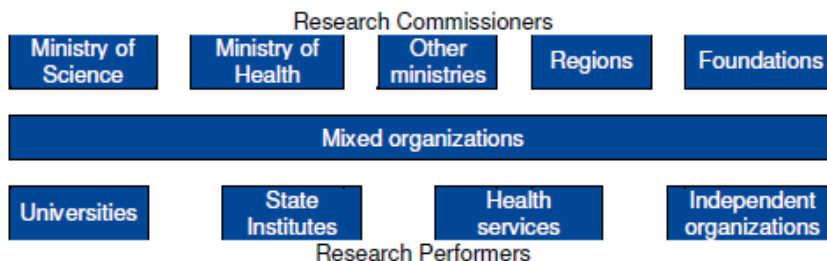 Research Commissioners
Ministry of Science
Ministry of Health
Other ministries
Regions
Foundations
Mixed organizations
Universities
State Institutes
Health services
Independent organizations
Research Performers